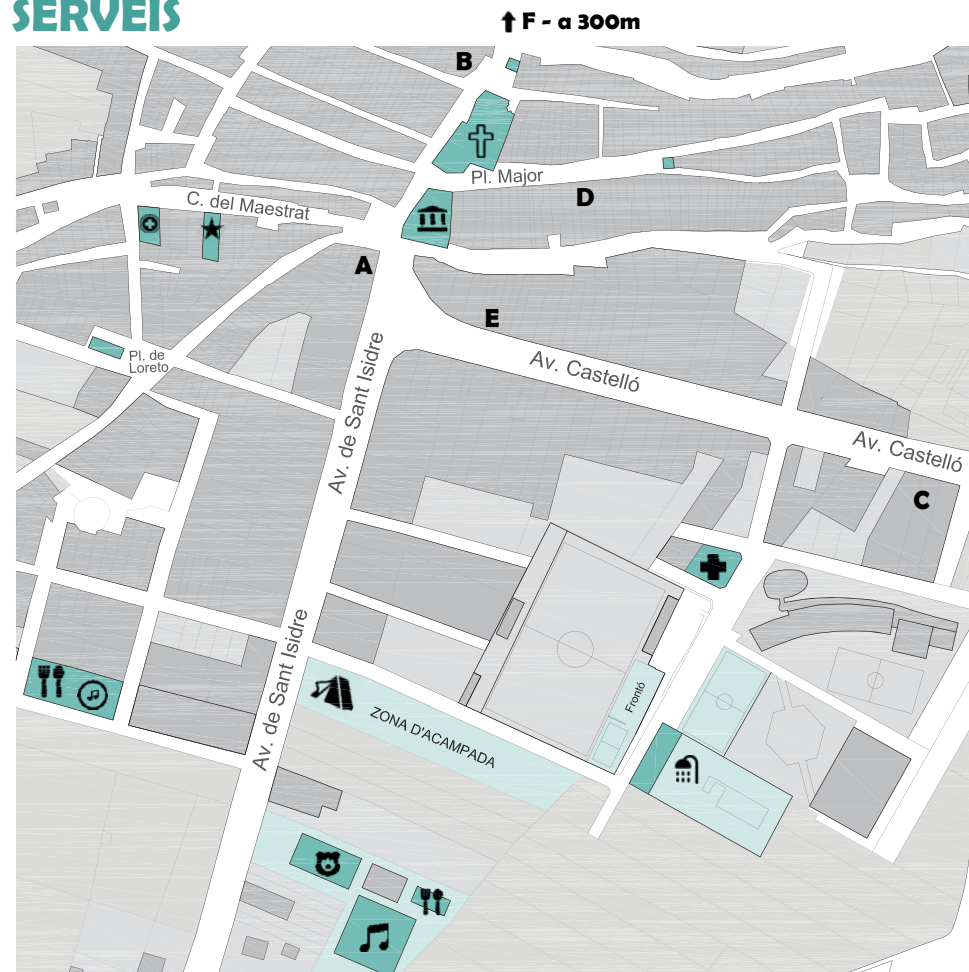 SERVEIS
F - a 300m
B
Pl. Major
D
C. del Maestrat
A
E
Pl. de
Loreto
Av. de Sant Isidre
Av. Castelló
Av. Castelló
C
Av. de Sant Isidre
Frontó
ZONA D'ACAMPADA